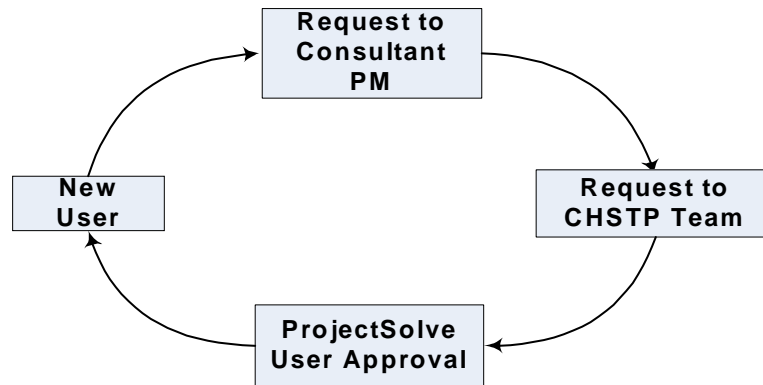 Request to
Consultant
PM
New
User
Request to
CHSTP Team
ProjectSolve
User Approval